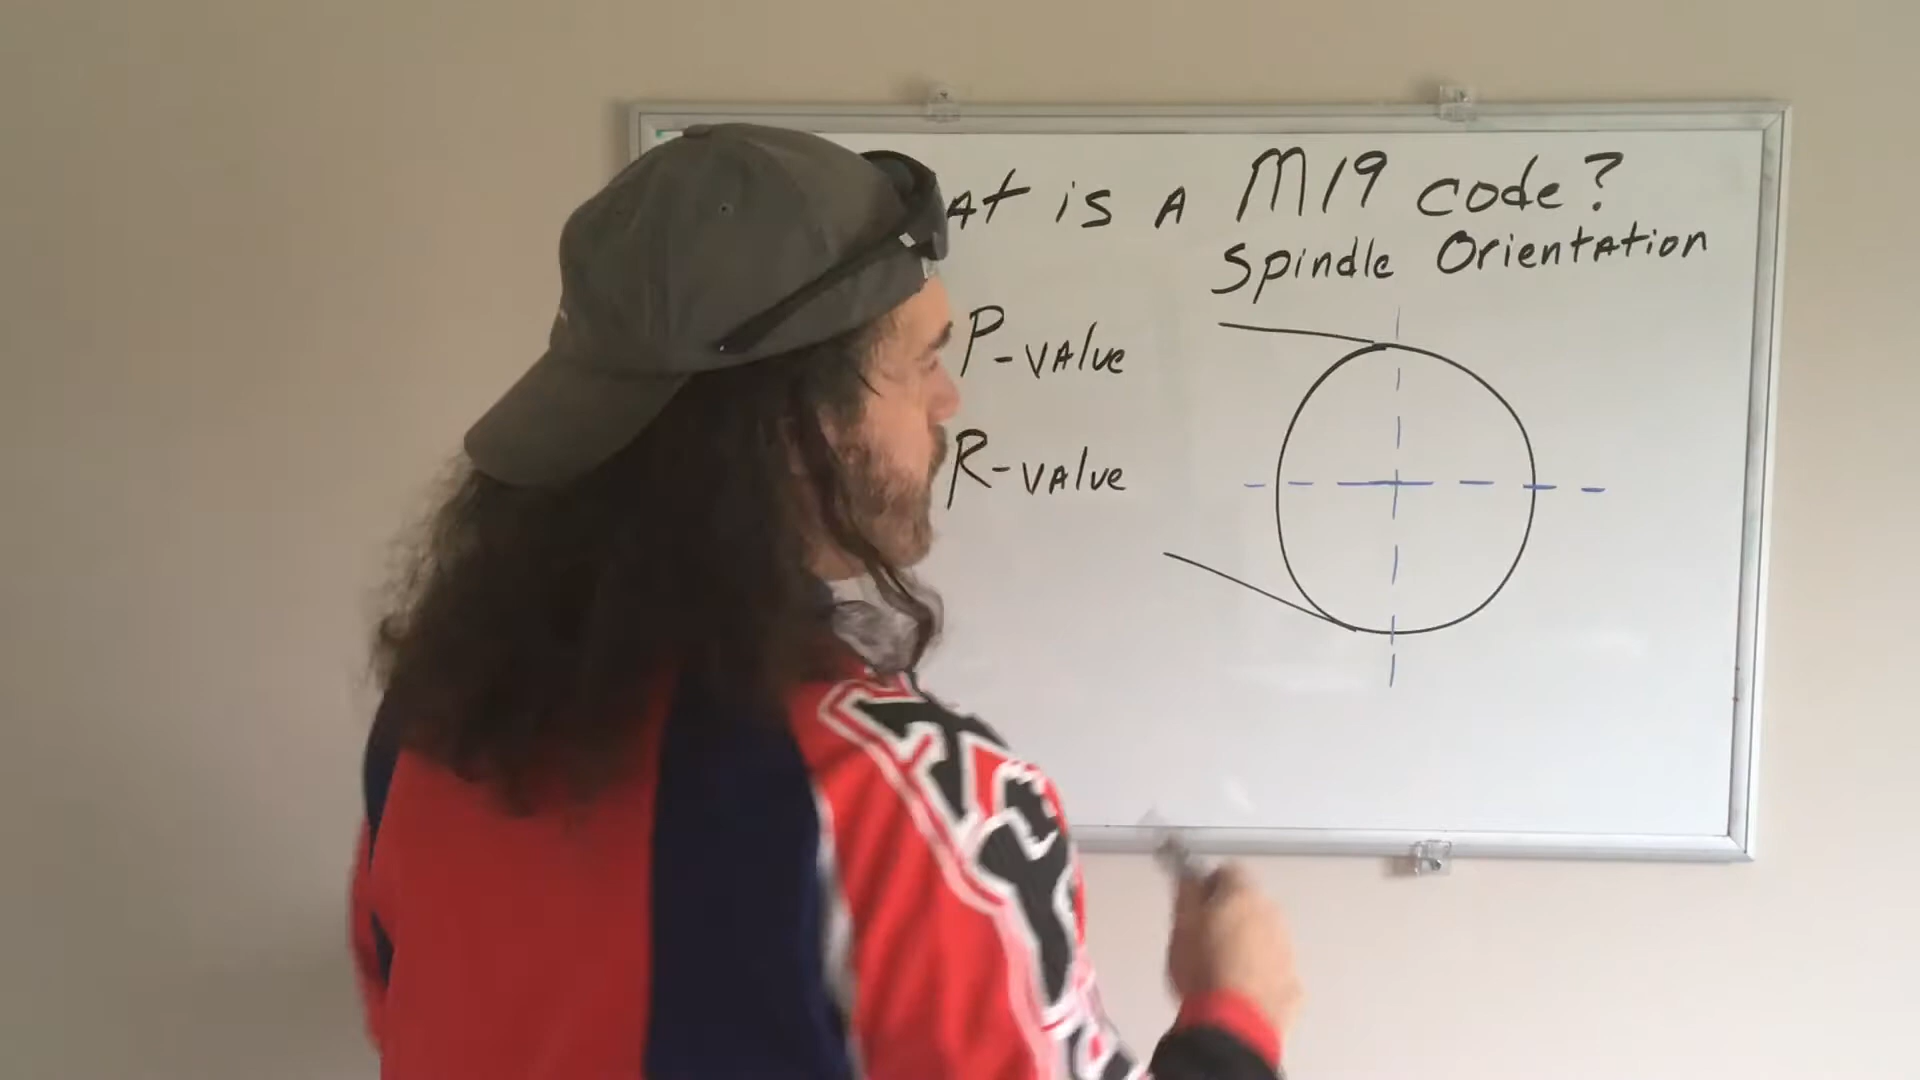 at is a M19 code?
Spindle Orientation
P-value
R-value